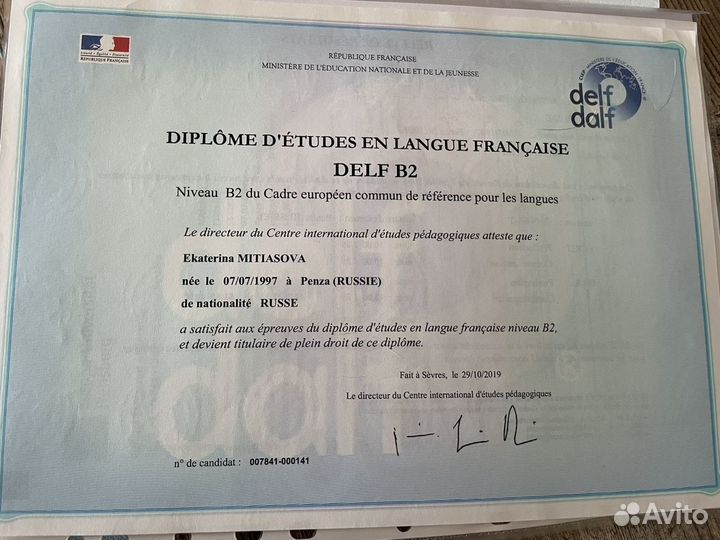 Liberté • Égalité • Fraternité
RÉPUBLIQUE FRANÇAISE
RÉPUBLIQUE FRANÇAISE
MINISTÈRE DE L'ÉDUCATION NATIONALE ET DE LA JEUNESSE
delf
dalf
DIPLÔME D'ÉTUDES EN LANGUE FRANÇAISE
DELF B2
Niveau B2 du Cadre européen commun de référence pour les langues
Le directeur du Centre international d'études pédagogiques atteste que :
Ekaterina MITIASOVA
née le 07/07/1997 à Penza (RUSSIE)
de nationalité RUSSE
a satisfait aux épreuves du diplôme d'études en langue française niveau B2,
et devient titulaire de plein droit de ce diplôme.
Fait à Sèvres, le 29/10/2019
Le directeur du Centre international d'études pédagogiques
n° de candidat : 007841-000141
Avito